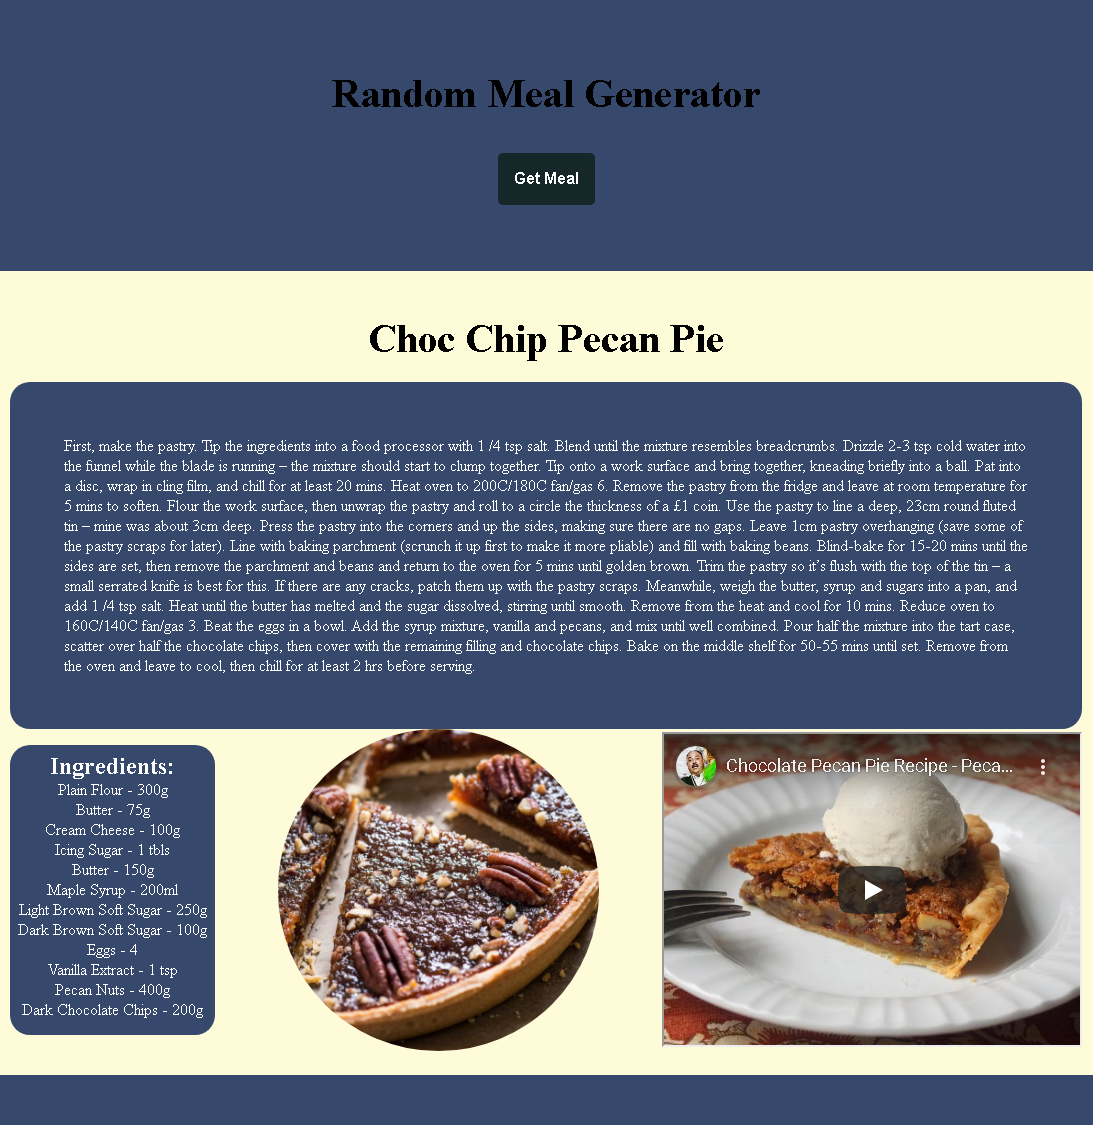 Random Meal Generator
Get Meal
Choc Chip Pecan Pie
First, make the pastry. Tip the ingredients into a food processor with 1 /4 tsp salt. Blend until the mixture resembles breadcrumbs. Drizzle 2-3 tsp cold water into
the funnel while the blade is running – the mixture should start to clump together. Tip onto a work surface and bring together, kneading briefly into a ball. Pat into
a disc, wrap in cling film, and chill for at least 20 mins. Heat oven to 200C/180C fan/gas 6. Remove the pastry from the fridge and leave at room temperature for
5 mins to soften. Flour the work surface, then unwrap the pastry and roll to a circle the thickness of a £1 coin. Use the pastry to line a deep, 23cm round fluted
tin – mine was about 3cm deep. Press the pastry into the corners and up the sides, making sure there are no gaps. Leave 1cm pastry overhanging (save some of
the pastry scraps for later). Line with baking parchment (scrunch it up first to make it more pliable) and fill with baking beans. Blind-bake for 15-20 mins until the
sides are set, then remove the parchment and beans and return to the oven for 5 mins until golden brown. Trim the pastry so it’s flush with the top of the tin – a
small serrated knife is best for this. If there are any cracks, patch them up with the pastry scraps. Meanwhile, weigh the butter, syrup and sugars into a pan, and
add 1 /4 tsp salt. Heat until the butter has melted and the sugar dissolved, stirring until smooth. Remove from the heat and cool for 10 mins. Reduce oven to
160C/140C fan/gas 3. Beat the eggs in a bowl. Add the syrup mixture, vanilla and pecans, and mix until well combined. Pour half the mixture into the tart case,
scatter over half the chocolate chips, then cover with the remaining filling and chocolate chips. Bake on the middle shelf for 50-55 mins until set. Remove from
the oven and leave to cool, then chill for at least 2 hrs before serving.
Ingredients:
Plain Flour - 300g
Butter - 75g
Cream Cheese - 100g
Icing Sugar - 1 tbls
Butter - 150g
Maple Syrup - 200ml
Light Brown Soft Sugar - 250g
Dark Brown Soft Sugar - 100g
Eggs - 4
Vanilla Extract - 1 tsp
Pecan Nuts - 400g
Dark Chocolate Chips - 200g
Chocolate Pecan Pie Recipe - Peca...